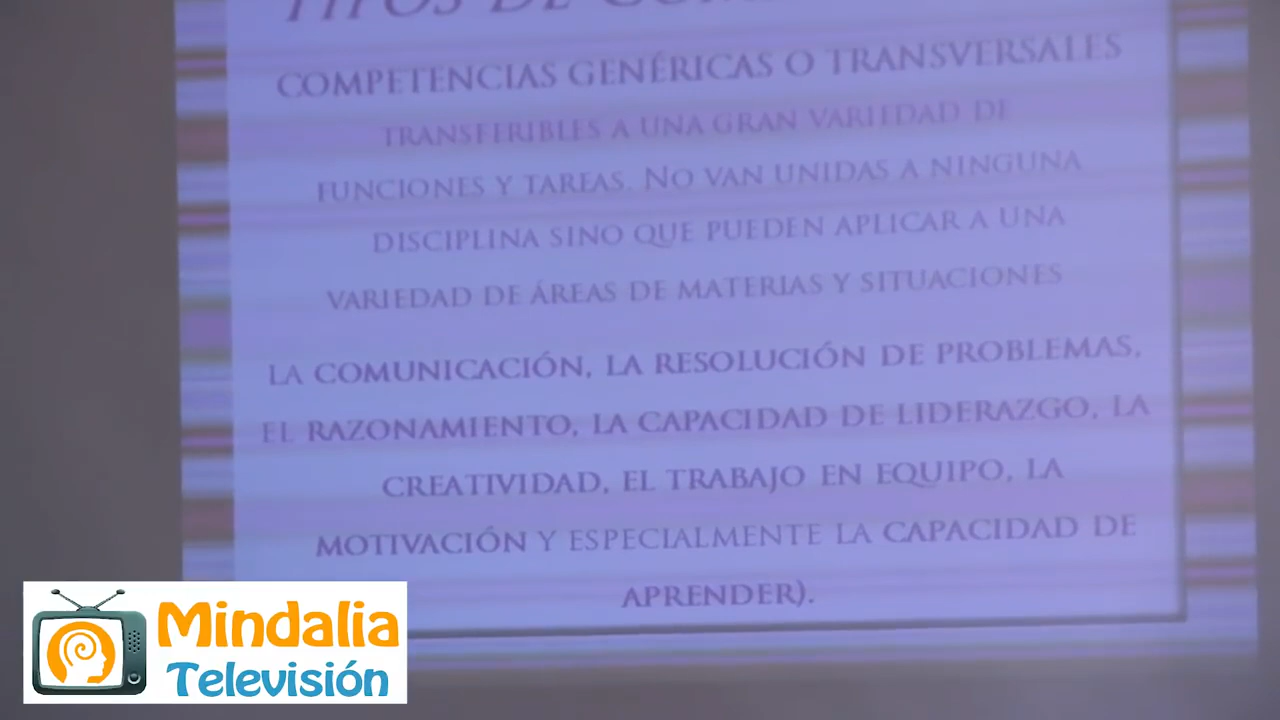 TIPOS DE
COMPETENCIAS GENÉRICAS O TRANSVERSALES
TRANSFERIBLES A UNA GRAN VARIEDAD DE
FUNCIONES Y TAREAS. NO VAN UNIDAS A NINGUNA
DISCIPLINA SINO QUE PUEDEN APLICAR A UNA
VARIEDAD DE ÁREAS DE MATERIAS Y SITUACIONES
LA COMUNICACIÓN, LA RESOLUCIÓN DE PROBLEMAS,
EL RAZONAMIENTO, LA CAPACIDAD DE LIDERAZGO, LA
CREATIVIDAD, EL TRABAJO EN EQUIPO, LA
MOTIVACIÓN Y ESPECIALMENTE LA CAPACIDAD DE
APRENDER).
Mindalia
Televisión